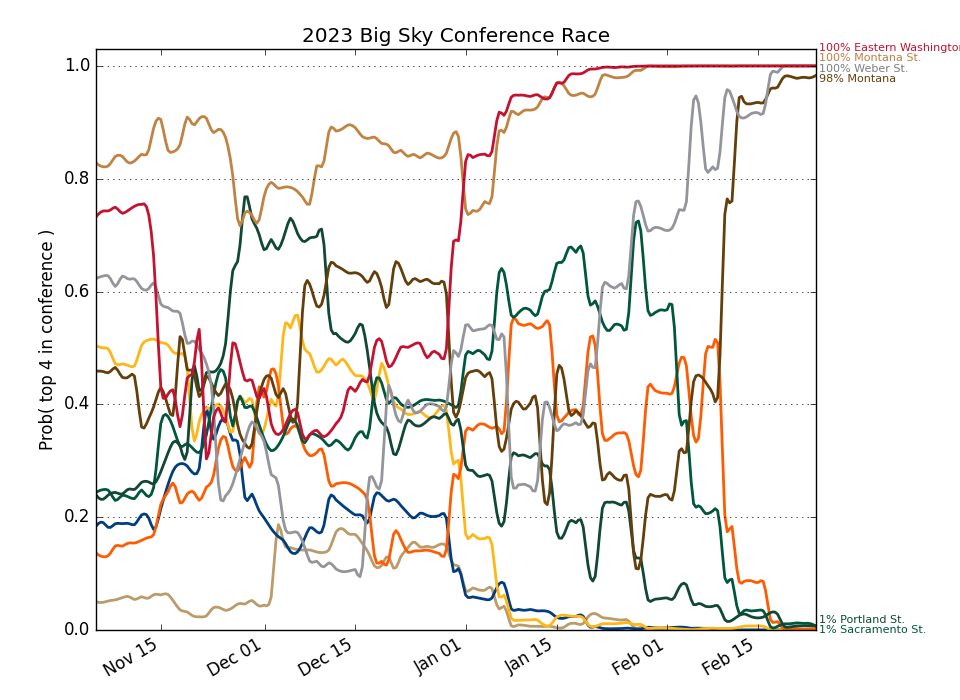 2023 Big Sky Conference Race
100% Eastern Washington
100% Montana St.
100% Weber St.
98% Montana
1.0
0.8
0.6
0.4
0.2
0.0
Prob( top 4 in conference )
1% Portland St.
1% Sacramento St.
Nov 15
Dec 01
Dec 15
Jan 01
Jan 15
Feb 01
Feb 15